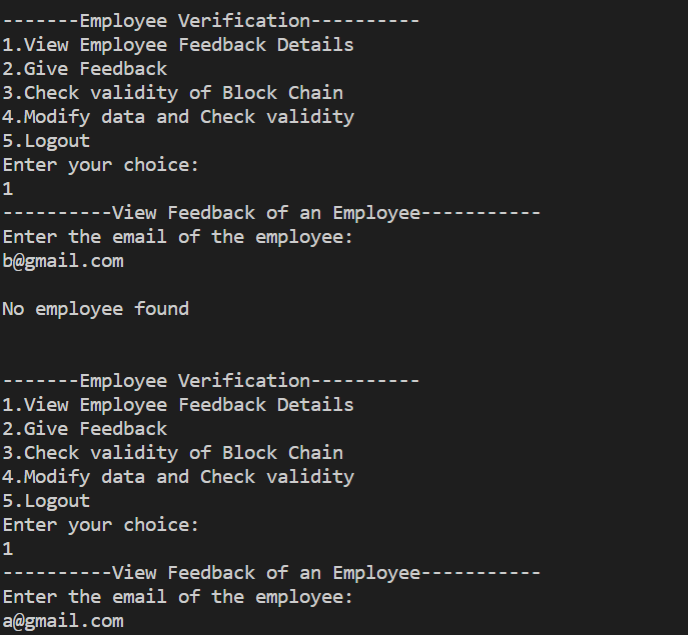 -------Employee Verification----------
1.View Employee Feedback Details
2.Give Feedback
3.Check validity of Block Chain
4.Modify data and Check validity
5.Logout
Enter your choice:
1
----------View Feedback of an Employee-----------
Enter the email of the employee:
b@gmail.com
No employee found
-------Employee Verification----------
1.View Employee Feedback Details
2.Give Feedback
3.Check validity of Block Chain
4.Modify data and Check validity
5.Logout
Enter your choice:
1
----------View Feedback of an Employee-----------
Enter the email of the employee:
a@gmail.com